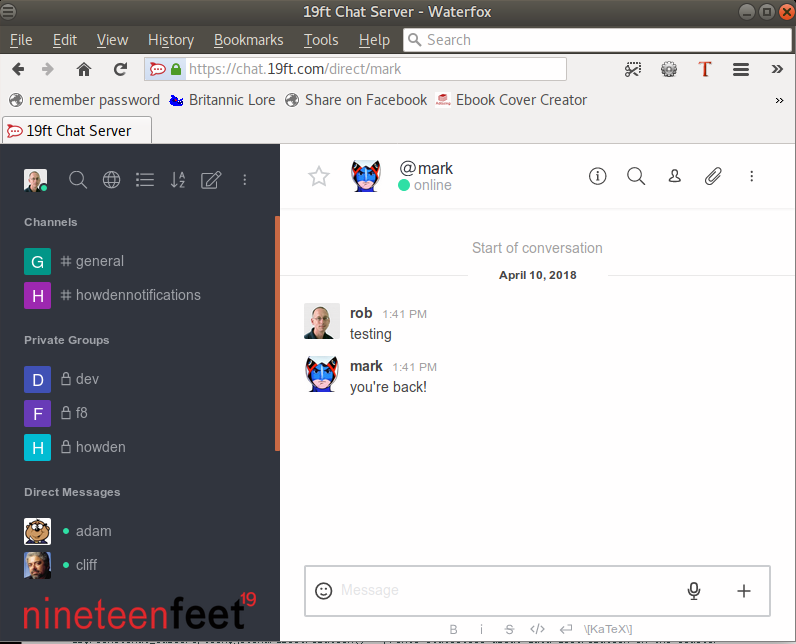 19ft Chat Server - Waterfox
File Edit View History Bookmarks Tools Help Search
https://chat.19ft.com/direct/mark T »
remember password Britannic Lore Share on Facebook Ebook Cover Creator »
19ft Chat Server
@mark
online
Channels
G # general
H # howdennotifications
Private Groups
D dev
F f8
H howden
Direct Messages
adam
cliff
nineteenfeet19
Start of conversation
April 10, 2018
rob 1:41 PM
testing
mark 1:41 PM
you're back!
Message
B i S </> \[KaTeX\]